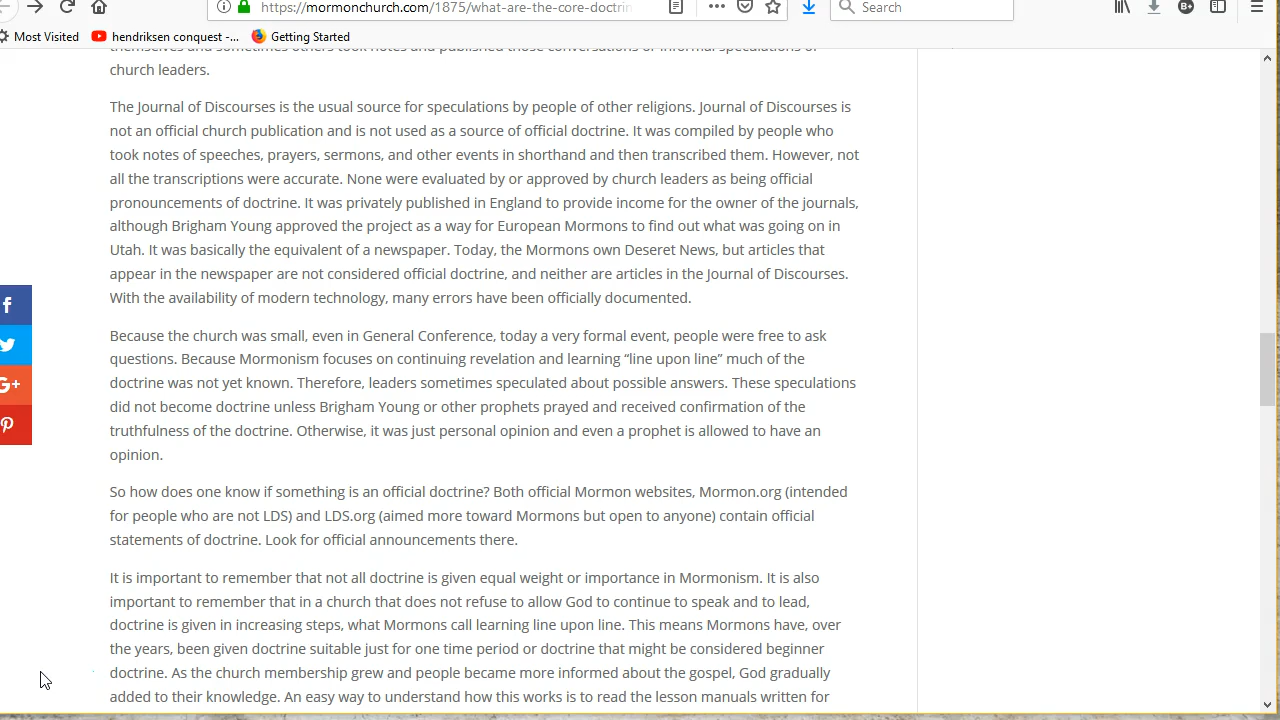 https://mormonchurch.com/1875/what-are-the-core-doctrin
Search
Most Visited
hendriksen conquest -...
Getting Started
themselves and sometimes others took notes and published those conversations or informal speculations of
church leaders.
The Journal of Discourses is the usual source for speculations by people of other religions. Journal of Discourses is
not an official church publication and is not used as a source of official doctrine. It was compiled by people who
took notes of speeches, prayers, sermons, and other events in shorthand and then transcribed them. However, not
all the transcriptions were accurate. None were evaluated by or approved by church leaders as being official
pronouncements of doctrine. It was privately published in England to provide income for the owner of the journals,
although Brigham Young approved the project as a way for European Mormons to find out what was going on in
Utah. It was basically the equivalent of a newspaper. Today, the Mormons own Deseret News, but articles that
appear in the newspaper are not considered official doctrine, and neither are articles in the Journal of Discourses.
With the availability of modern technology, many errors have been officially documented.
Because the church was small, even in General Conference, today a very formal event, people were free to ask
questions. Because Mormonism focuses on continuing revelation and learning “line upon line” much of the
doctrine was not yet known. Therefore, leaders sometimes speculated about possible answers. These speculations
did not become doctrine unless Brigham Young or other prophets prayed and received confirmation of the
truthfulness of the doctrine. Otherwise, it was just personal opinion and even a prophet is allowed to have an
opinion.
So how does one know if something is an official doctrine? Both official Mormon websites, Mormon.org (intended
for people who are not LDS) and LDS.org (aimed more toward Mormons but open to anyone) contain official
statements of doctrine. Look for official announcements there.
It is important to remember that not all doctrine is given equal weight or importance in Mormonism. It is also
important to remember that in a church that does not refuse to allow God to continue to speak and to lead,
doctrine is given in increasing steps, what Mormons call learning line upon line. This means Mormons have, over
the years, been given doctrine suitable just for one time period or doctrine that might be considered beginner
doctrine. As the church membership grew and people became more informed about the gospel, God gradually
added to their knowledge. An easy way to understand how this works is to read the lesson manuals written for